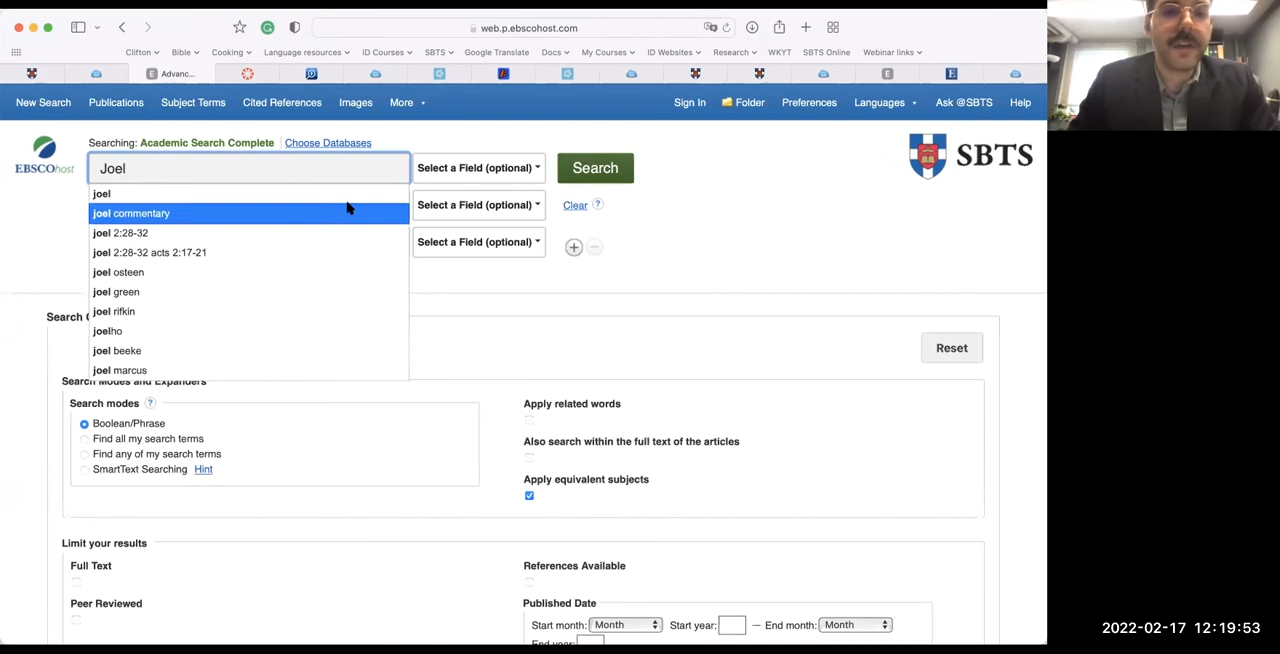 web.p.ebscohost.com
Clifton Bible Cooking Language resources ID Courses SBTS Google Translate Docs My Courses ID Websites Research WKYT SBTS Online Webinar links
Advanc...
New Search Publications Subject Terms Cited References Images More Sign In Folder Preferences Languages Ask @SBTS Help
Searching: Academic Search Complete Choose Databases
EBSCOhost
Joel Select a Field (optional) Search
SBTS
joel
joel commentary Select a Field (optional) Clear ?
joel 2:28-32
joel 2:28-32 acts 2:17-21 Select a Field (optional)
joel osteen
joel green
joel rifkin
joelho
joel beeke
joel marcus
Search
Reset
Search Modes and Expanders
Search modes ?
Boolean/Phrase
Find all my search terms
Find any of my search terms
SmartText Searching Hint
Apply related words
Also search within the full text of the articles
Apply equivalent subjects
Limit your results
Full Text
Peer Reviewed
References Available
Published Date
Start month: Month Start year: — End month: Month
End year:
2022-02-17 12:19:53